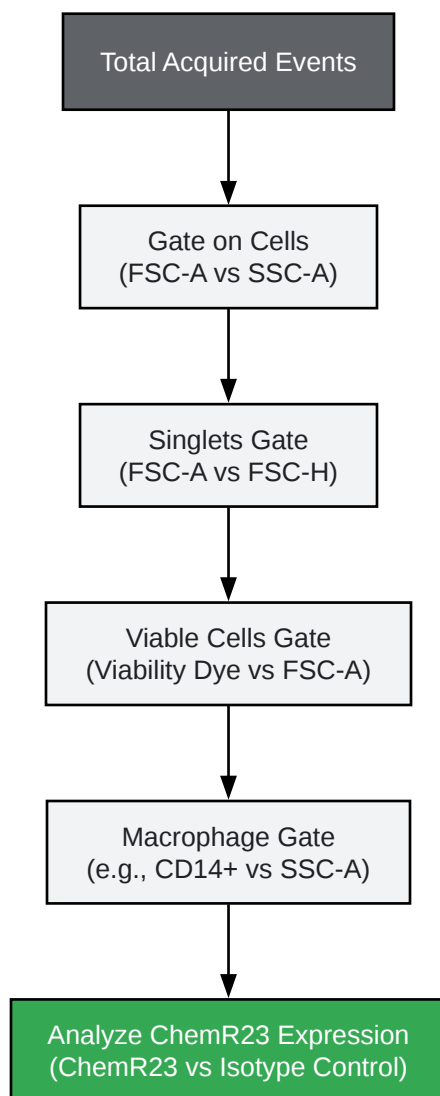 Total Acquired Events
Gate on Cells
(FSC-A vs SSC-A)
Singlets Gate
(FSC-A vs FSC-H)
Viable Cells Gate
(Viability Dye vs FSC-A)
Macrophage Gate
(e.g., CD14+ vs SSC-A)
Analyze ChemR23 Expression
(ChemR23 vs Isotype Control)